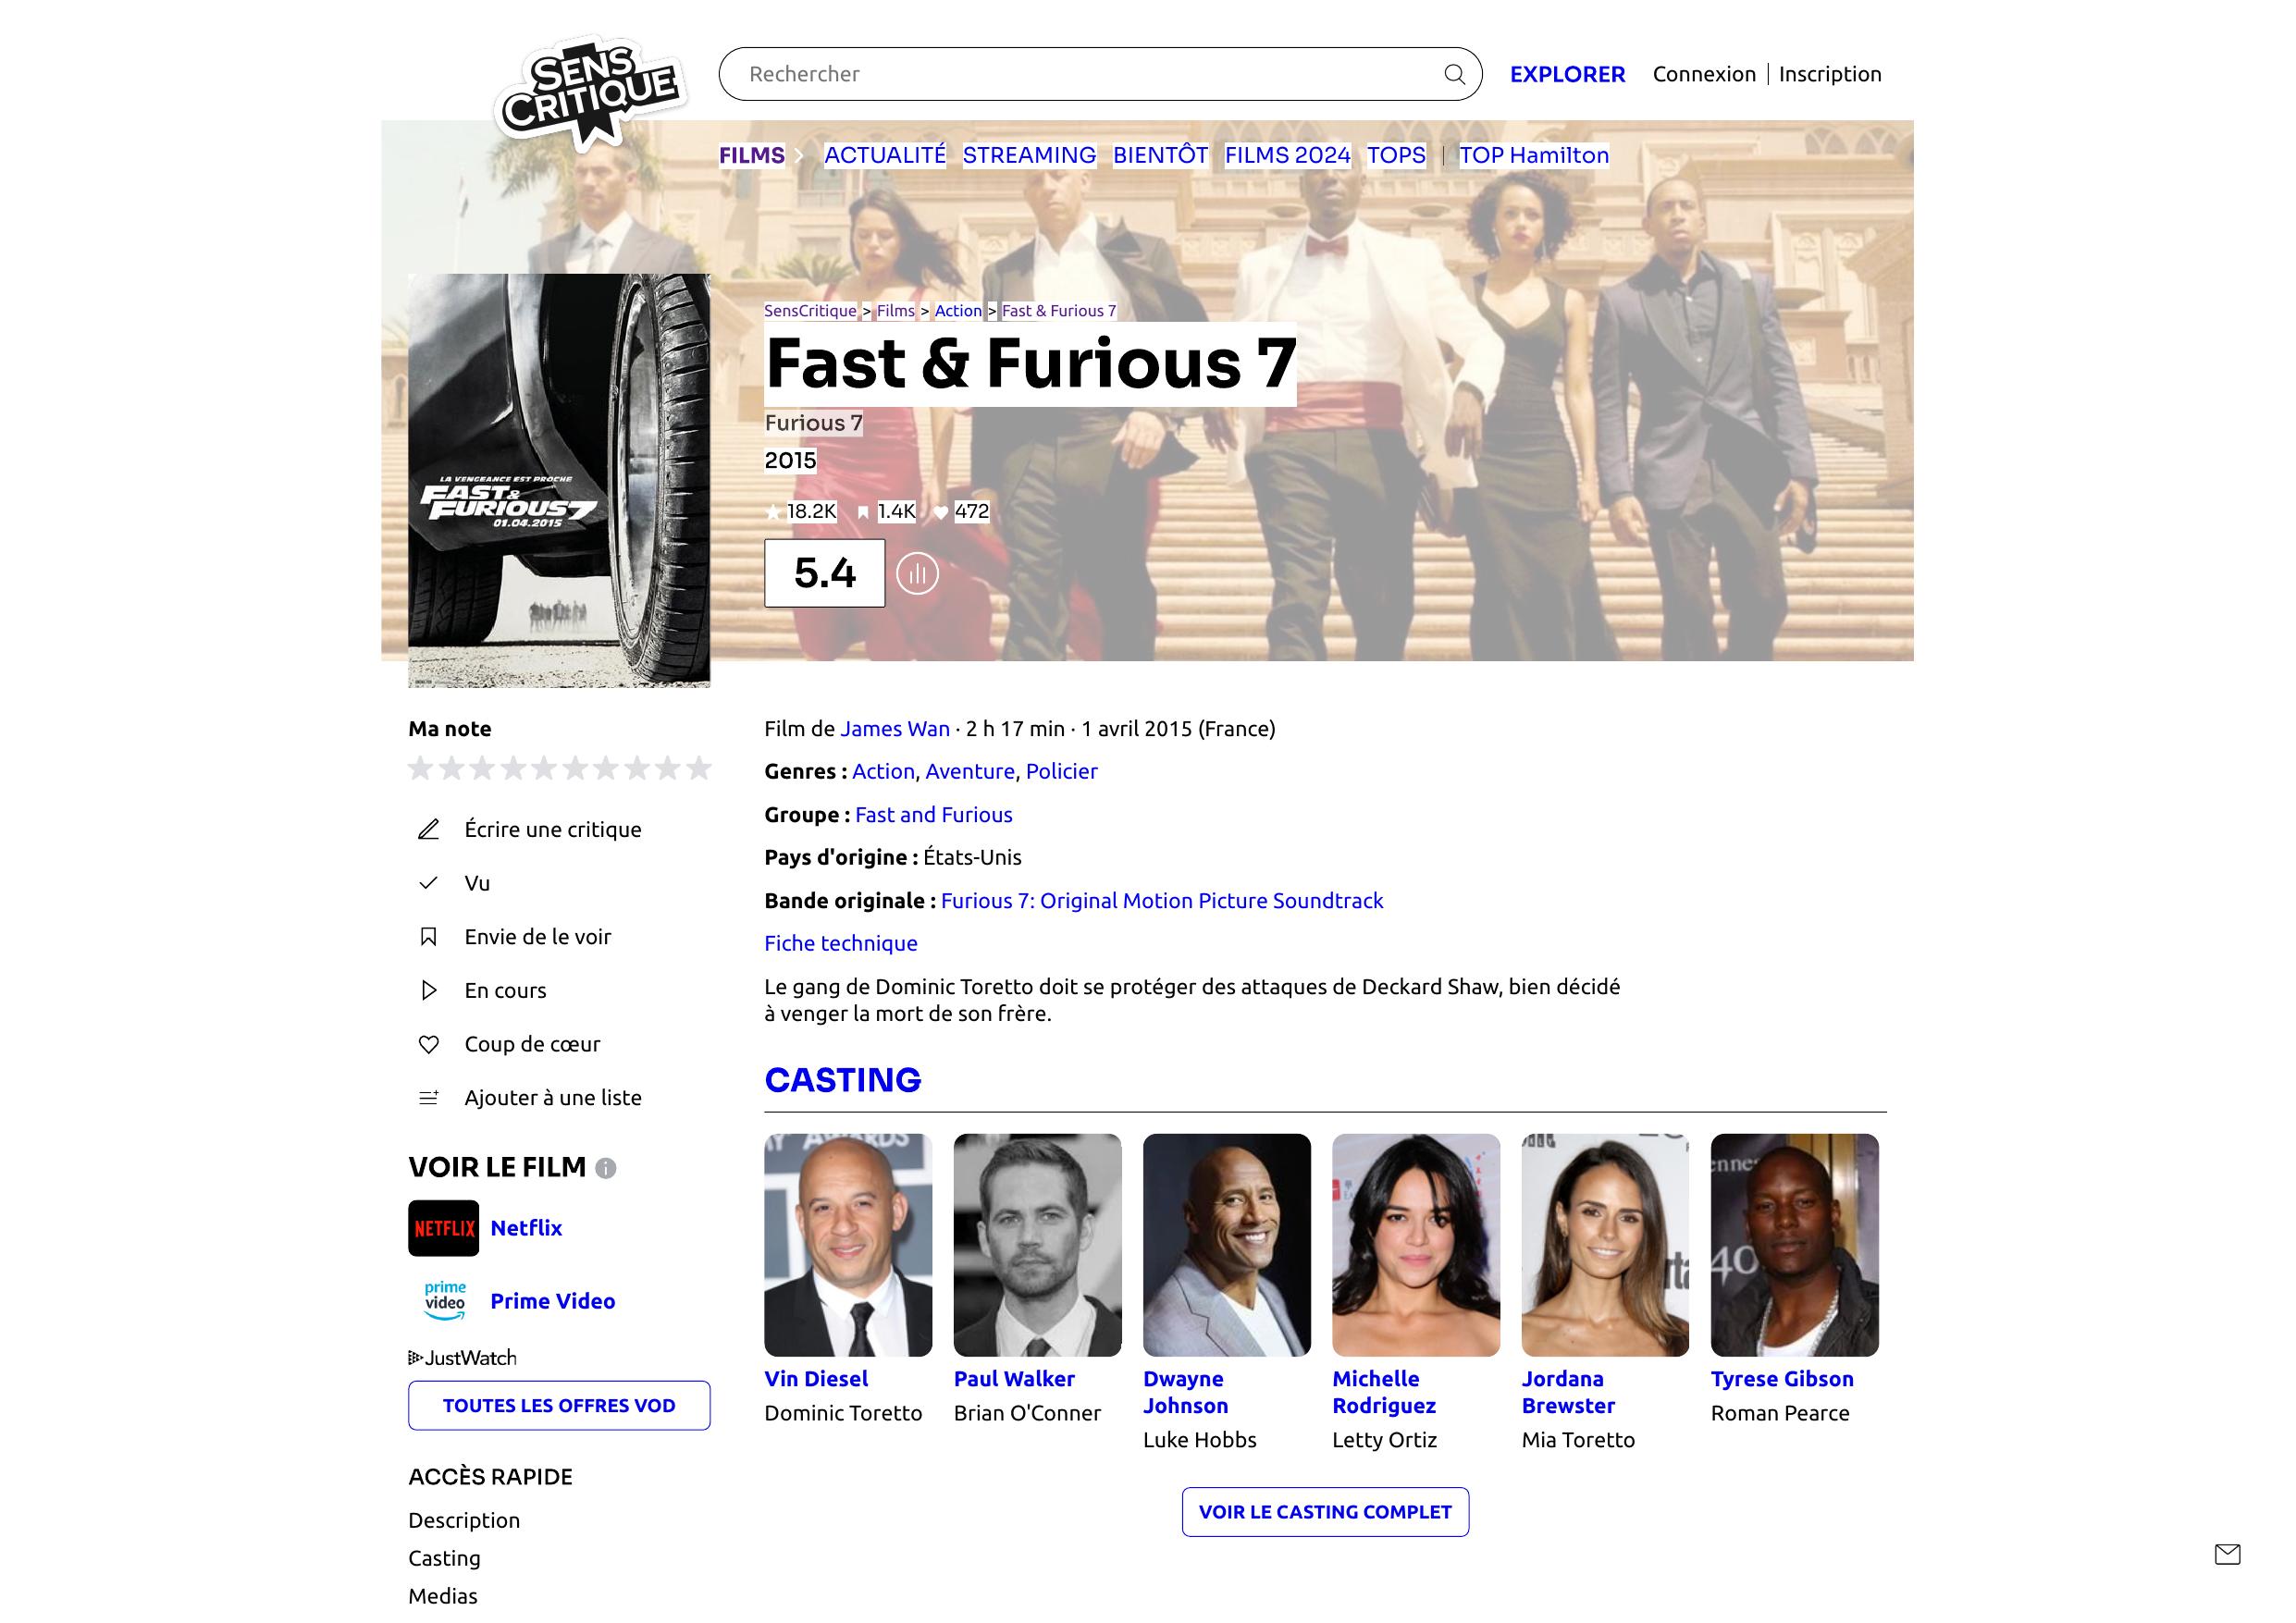 SENS
CRITIQUE
Rechercher
EXPLORER
Connexion | Inscription
FILMS
ACTUALITÉ STREAMING BIENTÔT FILMS 2024 TOPS | TOP Hamilton
SensCritique > Films > Action > Fast & Furious 7
Fast & Furious 7
Furious 7
2015
18.2K 1.4K 472
5.4
LA VENGEANCE EST PROCHE
FAST &
FURIOUS 7
01.04.2015
Ma note
Écrire une critique
Vu
Envie de le voir
En cours
Coup de cœur
Ajouter à une liste
VOIR LE FILM
NETFLIX Netflix
prime
video Prime Video
JustWatch
TOUTES LES OFFRES VOD
ACCÈS RAPIDE
Description
Casting
Medias
Film de James Wan · 2 h 17 min · 1 avril 2015 (France)
Genres : Action, Aventure, Policier
Groupe : Fast and Furious
Pays d'origine : États-Unis
Bande originale : Furious 7: Original Motion Picture Soundtrack
Fiche technique
Le gang de Dominic Toretto doit se protéger des attaques de Deckard Shaw, bien décidé
à venger la mort de son frère.
CASTING
AWARDS
40
Vin Diesel
Dominic Toretto
Paul Walker
Brian O'Conner
Dwayne
Johnson
Luke Hobbs
Michelle
Rodriguez
Letty Ortiz
Jordana
Brewster
Mia Toretto
Tyrese Gibson
Roman Pearce
VOIR LE CASTING COMPLET